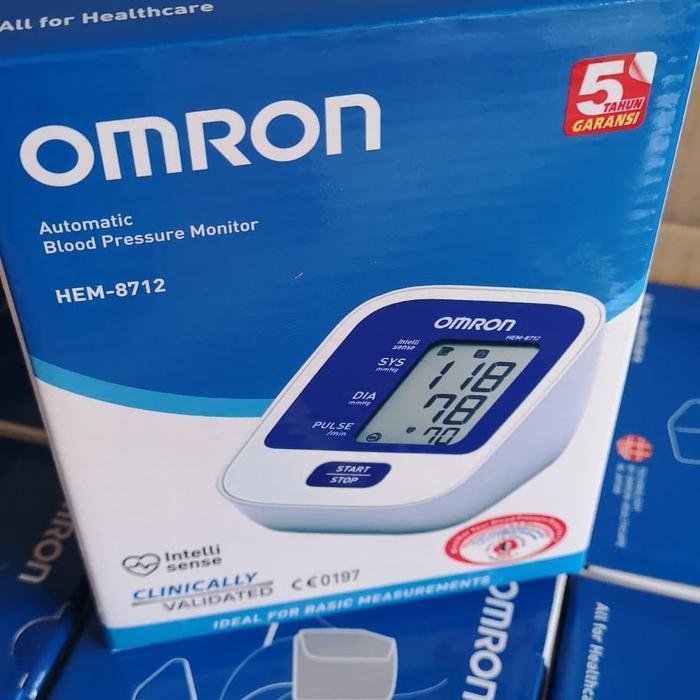 All for Healthcare
OMRON
5
TAHUN
GARANSI
Automatic
Blood Pressure Monitor
HEM-8712
OMRON
HEM-8712
Intelli
sense
SYS
mmHg
118
DIA
mmHg
78
PULSE
/min
70
START
STOP
Intelli
sense
CLINICALLY
VALIDATED
CE0197
IDEAL FOR BASIC MEASUREMENTS
OMRON
OMRON
All for Healthcare